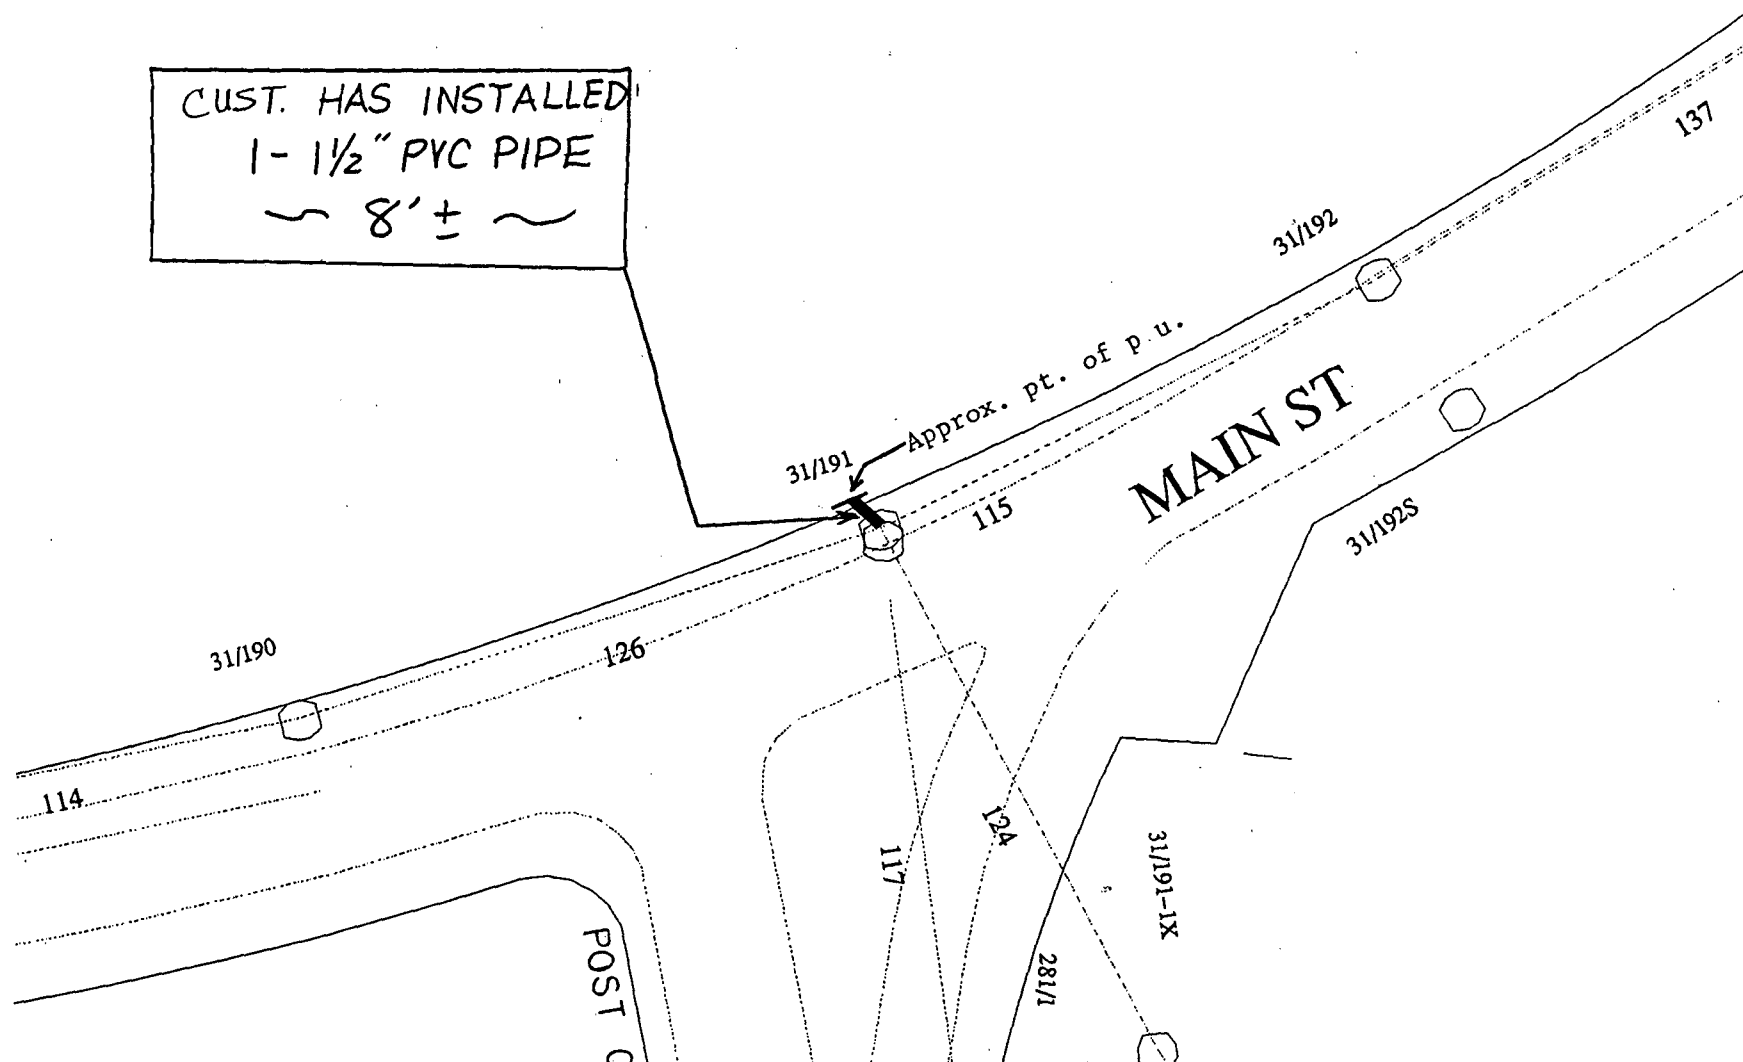 CUST. HAS INSTALLED
1- 1½" PVC PIPE
~ 8'± ~
137
31/192
Approx. pt. of p.u.
MAIN ST
31/191
115
31/192S
31/190
126
114
124
117
31/191-1X
281/1
POST